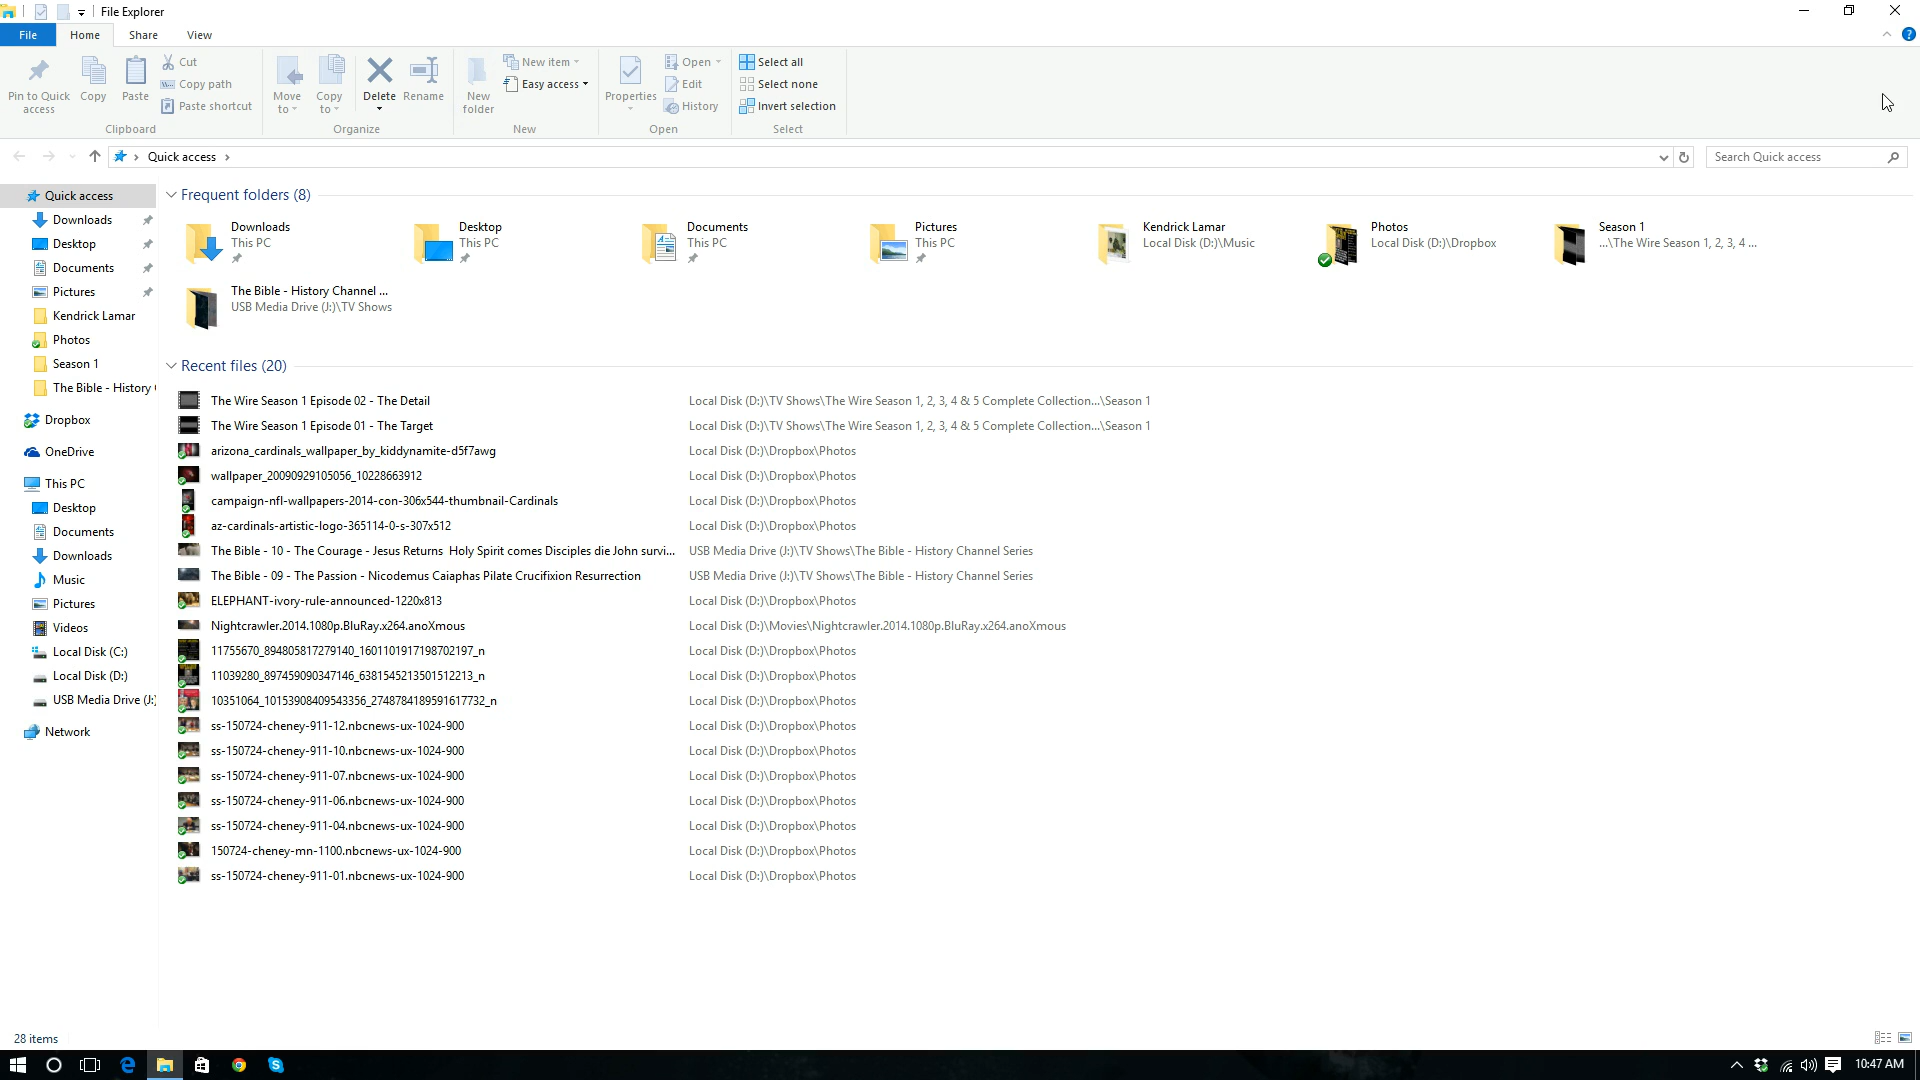 File Explorer
File Home Share View
Pin to Quick access
Copy
Paste
Cut
Copy path
Paste shortcut
Clipboard
Move to
Copy to
Delete
Rename
Organize
New folder
New item
Easy access
New
Properties
Open
Edit
History
Open
Select all
Select none
Invert selection
Select
Quick access
Search Quick access
Quick access
Downloads
Desktop
Documents
Pictures
Kendrick Lamar
Photos
Season 1
The Bible - History
Dropbox
OneDrive
This PC
Desktop
Documents
Downloads
Music
Pictures
Videos
Local Disk (C:)
Local Disk (D:)
USB Media Drive (J:)
Network
Frequent folders (8)
Downloads
This PC
Desktop
This PC
Documents
This PC
Pictures
This PC
Kendrick Lamar
Local Disk (D:)\Music
Photos
Local Disk (D:)\Dropbox
Season 1
...\The Wire Season 1, 2, 3, 4 ...
The Bible - History Channel ...
USB Media Drive (J:)\TV Shows
Recent files (20)
The Wire Season 1 Episode 02 - The Detail Local Disk (D:)\TV Shows\The Wire Season 1, 2, 3, 4 & 5 Complete Collection...\Season 1
The Wire Season 1 Episode 01 - The Target Local Disk (D:)\TV Shows\The Wire Season 1, 2, 3, 4 & 5 Complete Collection...\Season 1
arizona_cardinals_wallpaper_by_kiddynamite-d5f7awg Local Disk (D:)\Dropbox\Photos
wallpaper_20090929105056_10228663912 Local Disk (D:)\Dropbox\Photos
campaign-nfl-wallpapers-2014-con-306x544-thumbnail-Cardinals Local Disk (D:)\Dropbox\Photos
az-cardinals-artistic-logo-365114-0-s-307x512 Local Disk (D:)\Dropbox\Photos
The Bible - 10 - The Courage - Jesus Returns Holy Spirit comes Disciples die John survi... USB Media Drive (J:)\TV Shows\The Bible - History Channel Series
The Bible - 09 - The Passion - Nicodemus Caiaphas Pilate Crucifixion Resurrection USB Media Drive (J:)\TV Shows\The Bible - History Channel Series
ELEPHANT-ivory-rule-announced-1220x813 Local Disk (D:)\Dropbox\Photos
Nightcrawler.2014.1080p.BluRay.x264.anoXmous Local Disk (D:)\Movies\Nightcrawler.2014.1080p.BluRay.x264.anoXmous
11755670_894805817279140_1601101917198702197_n Local Disk (D:)\Dropbox\Photos
11039280_897459090347146_6381545213501512213_n Local Disk (D:)\Dropbox\Photos
10351064_10153908409543356_2748784189591617732_n Local Disk (D:)\Dropbox\Photos
ss-150724-cheney-911-12.nbcnews-ux-1024-900 Local Disk (D:)\Dropbox\Photos
ss-150724-cheney-911-10.nbcnews-ux-1024-900 Local Disk (D:)\Dropbox\Photos
ss-150724-cheney-911-07.nbcnews-ux-1024-900 Local Disk (D:)\Dropbox\Photos
ss-150724-cheney-911-06.nbcnews-ux-1024-900 Local Disk (D:)\Dropbox\Photos
ss-150724-cheney-911-04.nbcnews-ux-1024-900 Local Disk (D:)\Dropbox\Photos
150724-cheney-mn-1100.nbcnews-ux-1024-900 Local Disk (D:)\Dropbox\Photos
ss-150724-cheney-911-01.nbcnews-ux-1024-900 Local Disk (D:)\Dropbox\Photos
28 items
10:47 AM